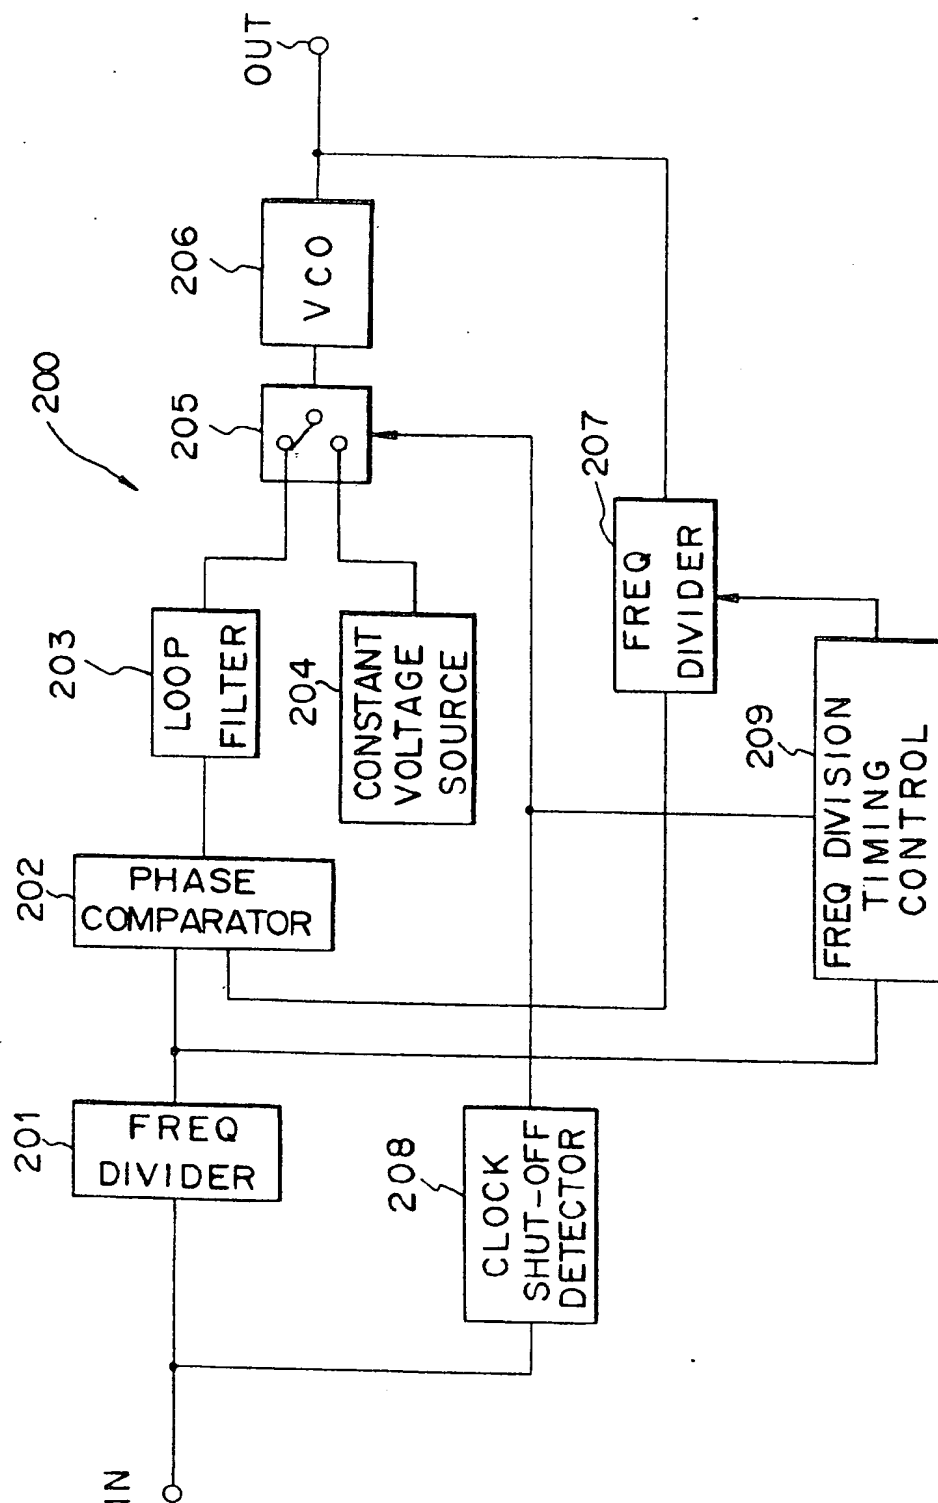 IN
201
FREQ
DIVIDER
202
PHASE
COMPARATOR
203
LOOP
FILTER
204
CONSTANT
VOLTAGE
SOURCE
205
206
VCO
OUT
200
207
FREQ
DIVIDER
208
CLOCK
SHUT-OFF
DETECTOR
209
FREQ DIVISION
TIMING
CONTROL